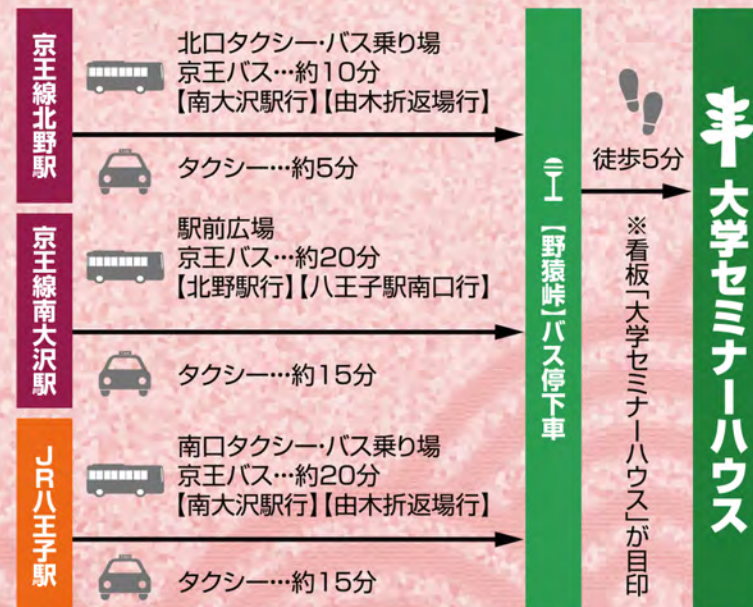 京王線北野駅
北口タクシー・バス乗り場
京王バス…約10分
【南大沢駅行】【由木折返場行】
タクシー…約5分
京王線南大沢駅
駅前広場
京王バス…約20分
【北野駅行】【八王子駅南口行】
タクシー…約15分
JR八王子駅
南口タクシー・バス乗り場
京王バス…約20分
【南大沢駅行】【由木折返場行】
タクシー…約15分
【野猿峠】バス停下車
徒歩5分
※看板「大学セミナーハウス」が目印
大学セミナーハウス